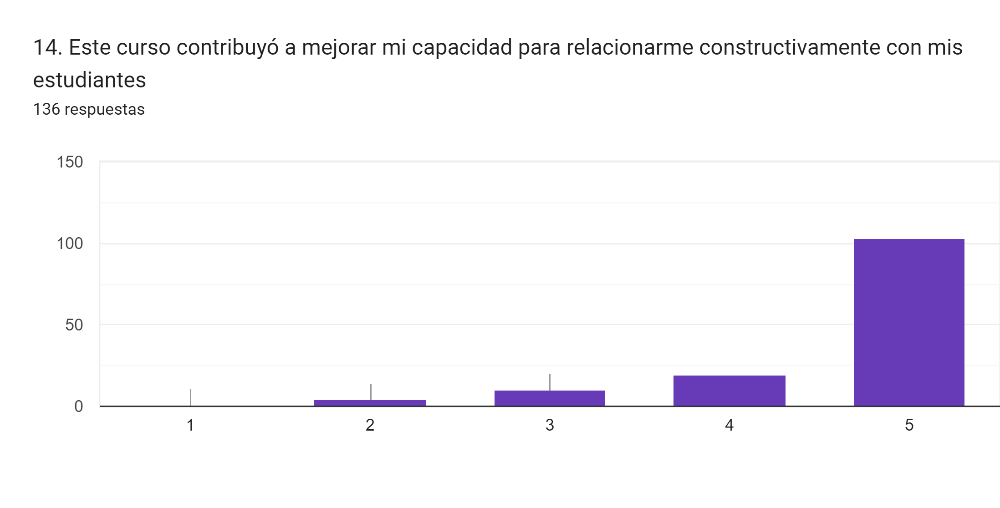 14. Este curso contribuyó a mejorar mi capacidad para relacionarme constructivamente con mis
estudiantes
136 respuestas
150
100
50
0
1 2 3 4 5